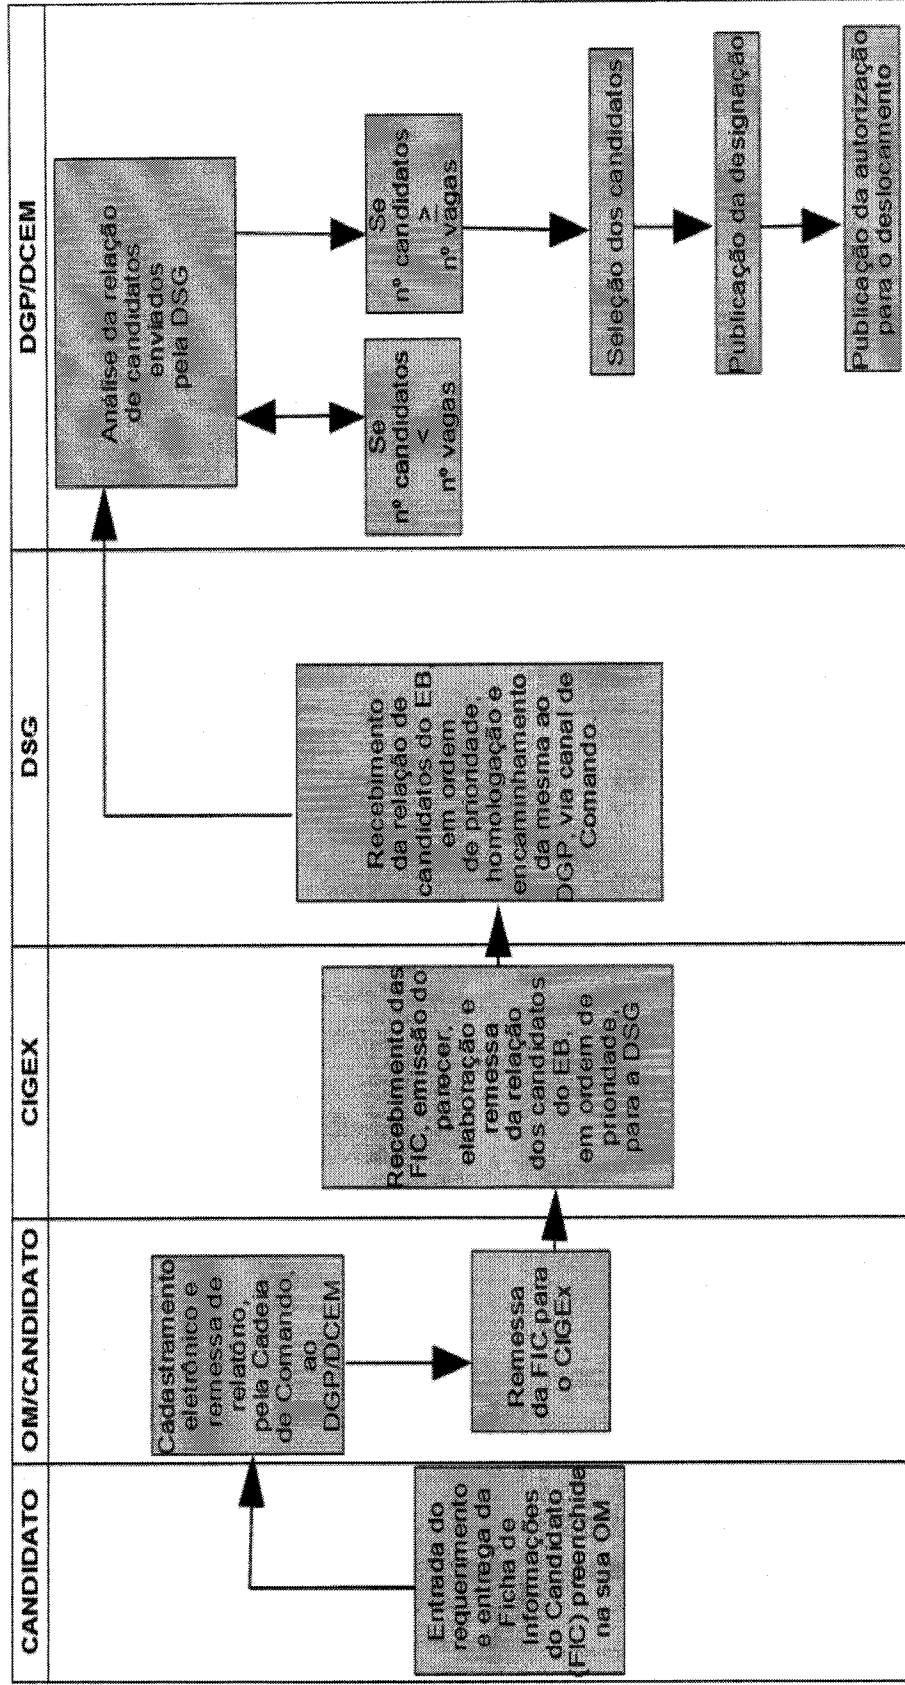 CANDIDATO
OM/CANDIDATO
CIGEX
DSG
DGP/DCEM
Entrada do
requerimento
e entrega da
Ficha de
Informações
do Candidato
(FIC) preenchida
na sua OM
Cadastramento
eletrônico e
remessa de
relatório,
pela Cadeia
de Comando,
ao
DGP/DCEM
Remessa
da FIC para
o CIGEx
Recebimento das
FIC, emissão do
parecer,
elaboração e
remessa
da relação
dos candidatos
do EB,
em ordem de
prioridade,
para a DSG
Recebimento
da relação de
candidatos do EB,
em ordem
de prioridade,
homologação e
encaminhamento
da mesma ao
DGP, via canal de
Comando
Análise da relação
de candidatos
enviados
pela DSG
Se
nº candidatos
<
nº vagas
Se
nº candidatos
≥
nº vagas
Seleção dos candidatos
Publicação da designação
Publicação da autorização
para o deslocamento